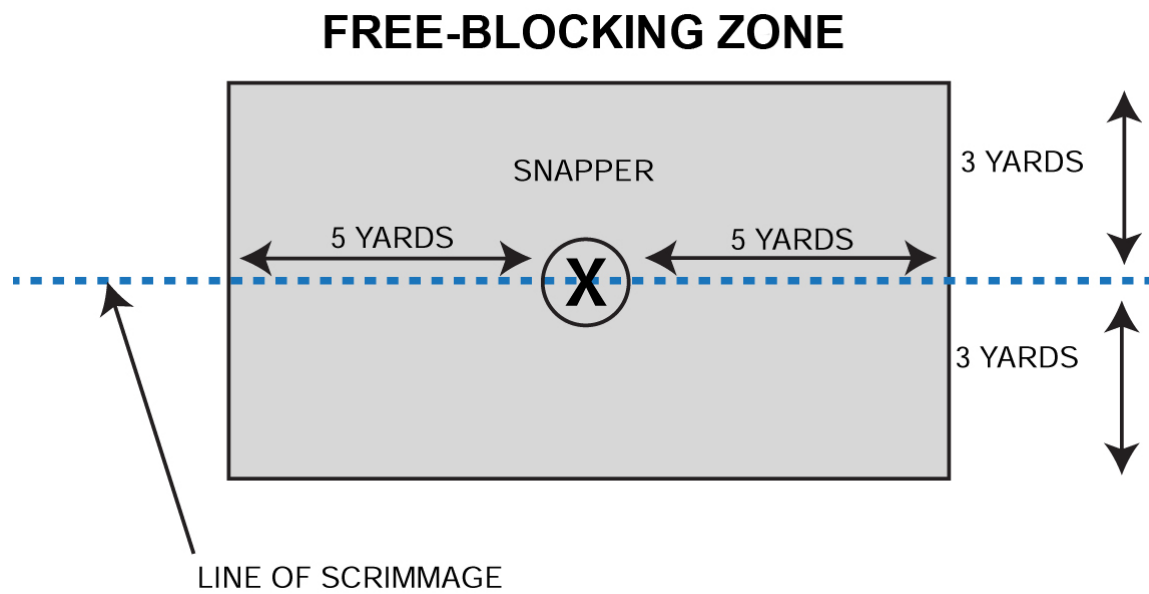 FREE-BLOCKING ZONE
SNAPPER
3 YARDS
5 YARDS
5 YARDS
X
3 YARDS
LINE OF SCRIMMAGE